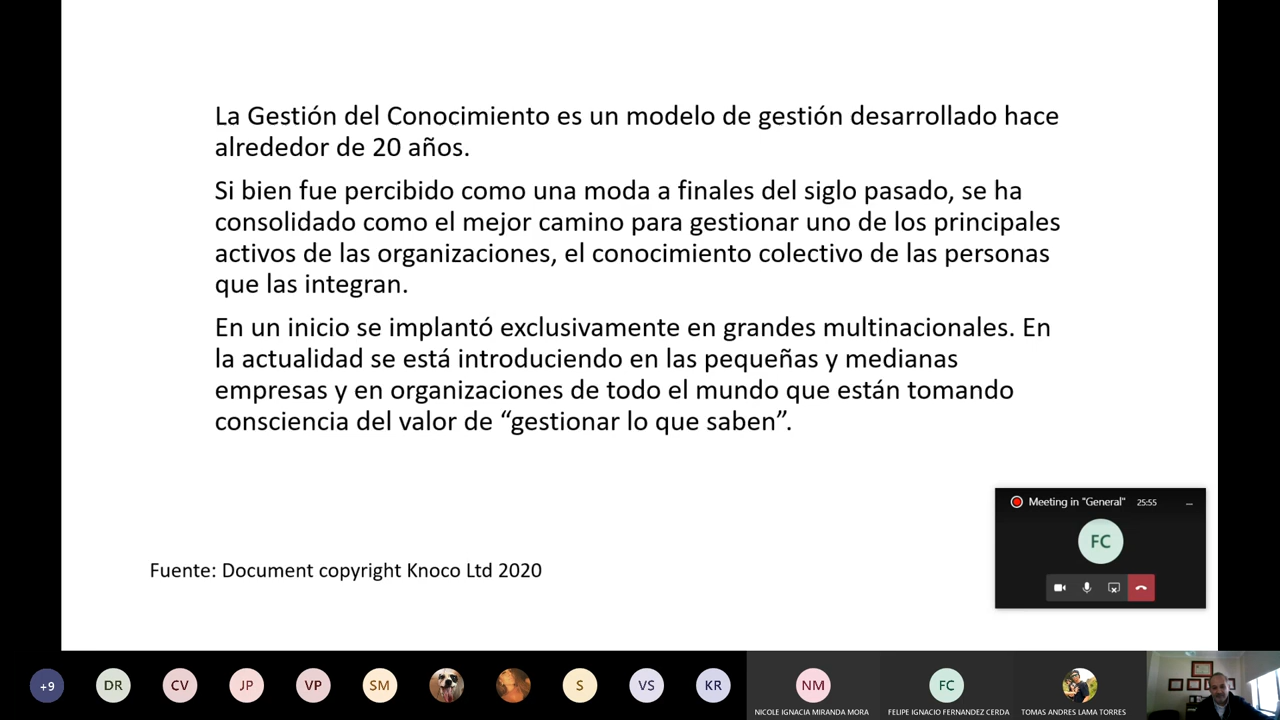 La Gestión del Conocimiento es un modelo de gestión desarrollado hace
alrededor de 20 años.
Si bien fue percibido como una moda a finales del siglo pasado, se ha
consolidado como el mejor camino para gestionar uno de los principales
activos de las organizaciones, el conocimiento colectivo de las personas
que las integran.
En un inicio se implantó exclusivamente en grandes multinacionales. En
la actualidad se está introduciendo en las pequeñas y medianas
empresas y en organizaciones de todo el mundo que están tomando
consciencia del valor de “gestionar lo que saben”.
Meeting in "General" 25:55
FC
Fuente: Document copyright Knoco Ltd 2020
+9 DR CV JP VP SM S VS KR NM FC
NICOLE IGNACIA MIRANDA MORA FELIPE IGNACIO FERNANDEZ CERDA TOMAS ANDRES LAMA TORRES